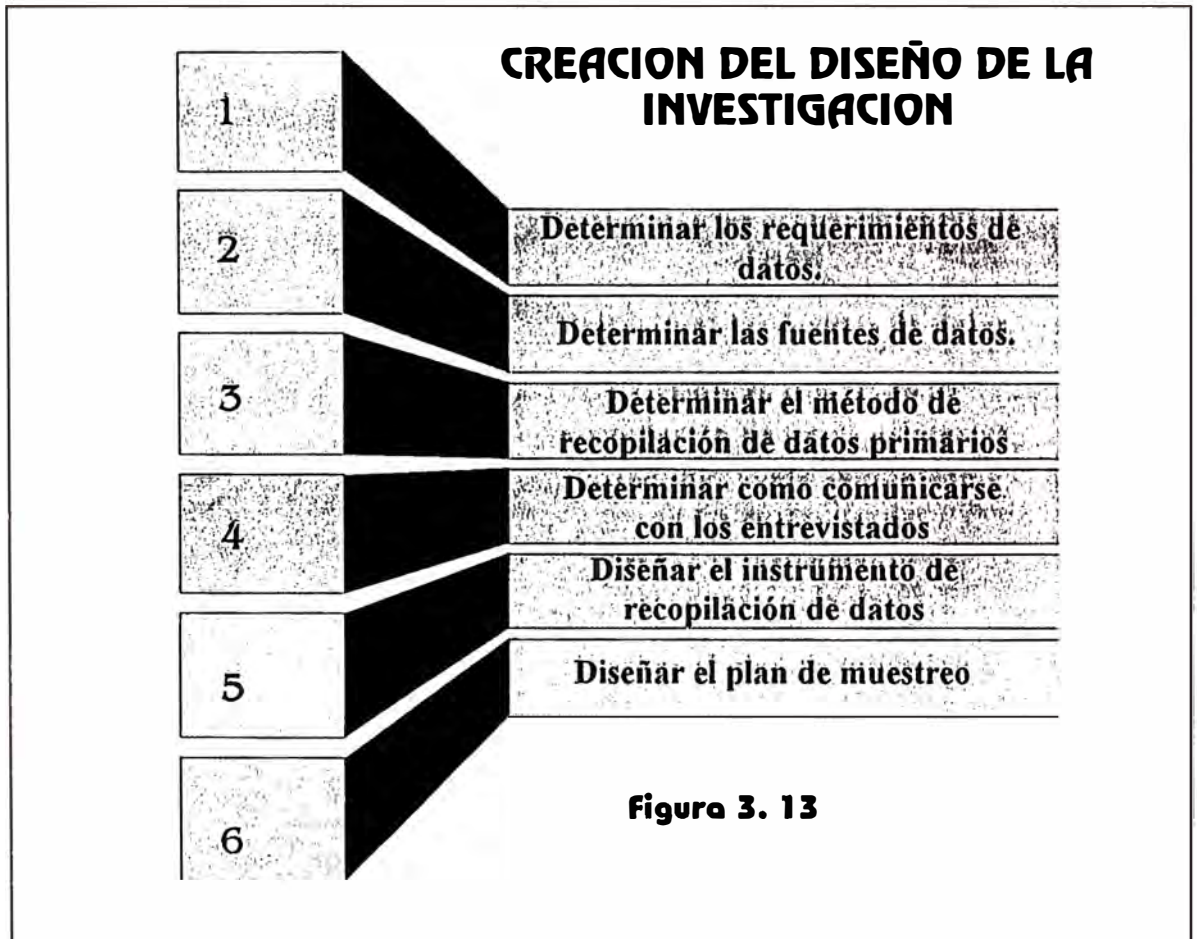 CREACION DEL DISEÑO DE LA
INVESTIGACION
1
Determinar los requerimientos de
datos.
2
Determinar las fuentes de datos.
3
Determinar el método de
recopilación de datos primarios
4
Determinar como comunicarse
con los entrevistados
5
Diseñar el instrumento de
recopilación de datos
6
Diseñar el plan de muestreo
Figura 3. 13